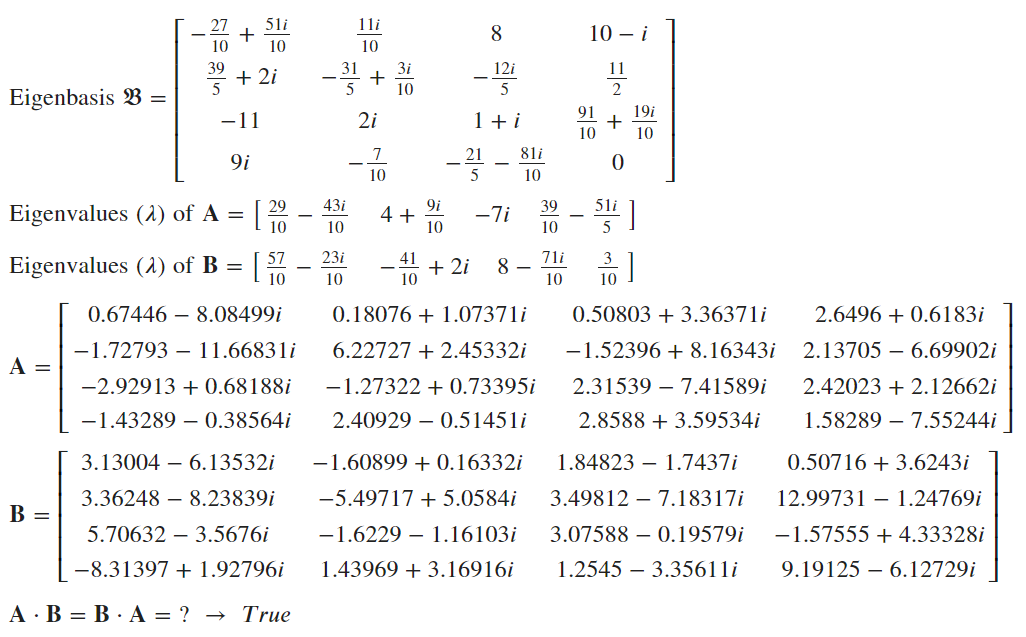 Eigenbasis 𝕭 = [ -27/10 + 51i/10   11i/10   8   10 - i
39/5 + 2i   -31/5 + 3i/10   -12i/5   11/2
-11   2i   1 + i   91/10 + 19i/10
9i   -7/10   -21/5 - 81i/10   0 ]
Eigenvalues (λ) of A = [ 29/10 - 43i/10   4 + 9i/10   -7i   39/10 - 51i/5 ]
Eigenvalues (λ) of B = [ 57/10 - 23i/10   -41/10 + 2i   8 - 71i/10   3/10 ]
A = [ 0.67446 - 8.08499i   0.18076 + 1.07371i   0.50803 + 3.36371i   2.6496 + 0.6183i
-1.72793 - 11.66831i   6.22727 + 2.45332i   -1.52396 + 8.16343i   2.13705 - 6.69902i
-2.92913 + 0.68188i   -1.27322 + 0.73395i   2.31539 - 7.41589i   2.42023 + 2.12662i
-1.43289 - 0.38564i   2.40929 - 0.51451i   2.8588 + 3.59534i   1.58289 - 7.55244i ]
B = [ 3.13004 - 6.13532i   -1.60899 + 0.16332i   1.84823 - 1.7437i   0.50716 + 3.6243i
3.36248 - 8.23839i   -5.49717 + 5.0584i   3.49812 - 7.18317i   12.99731 - 1.24769i
5.70632 - 3.5676i   -1.6229 - 1.16103i   3.07588 - 0.19579i   -1.57555 + 4.33328i
-8.31397 + 1.92796i   1.43969 + 3.16916i   1.2545 - 3.35611i   9.19125 - 6.12729i ]
A · B = B · A = ? → True